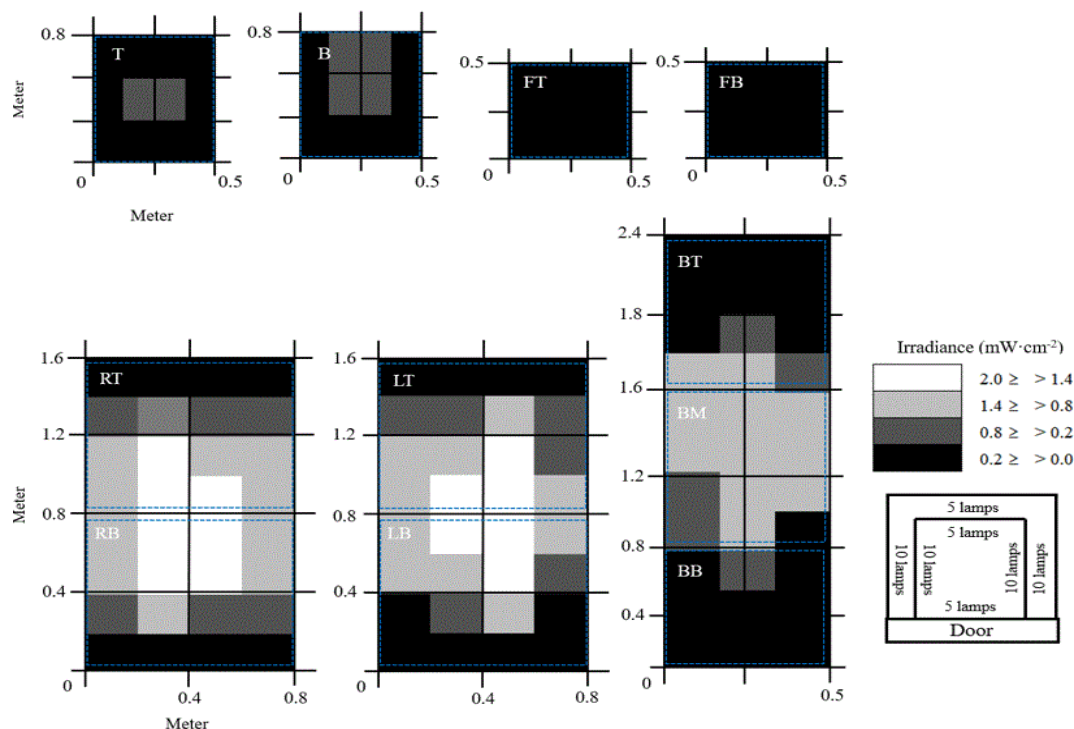 0.8
T
0
0.5
Meter
Meter
0.8
B
0
0.5
0.5
FT
0
0.5
0.5
FB
0
0.5
1.6
1.2
0.8
0.4
0
RT
RB
0.4
0.8
Meter
Meter
1.6
1.2
0.8
0.4
0
LT
LB
0.4
0.8
2.4
1.8
1.6
1.2
0.8
0.4
0
BT
BM
BB
0.5
Irradiance (mW·cm-2)
2.0 ≥ > 1.4
1.4 ≥ > 0.8
0.8 ≥ > 0.2
0.2 ≥ > 0.0
5 lamps
5 lamps
10 lamps
10 lamps
10 lamps
10 lamps
5 lamps
Door